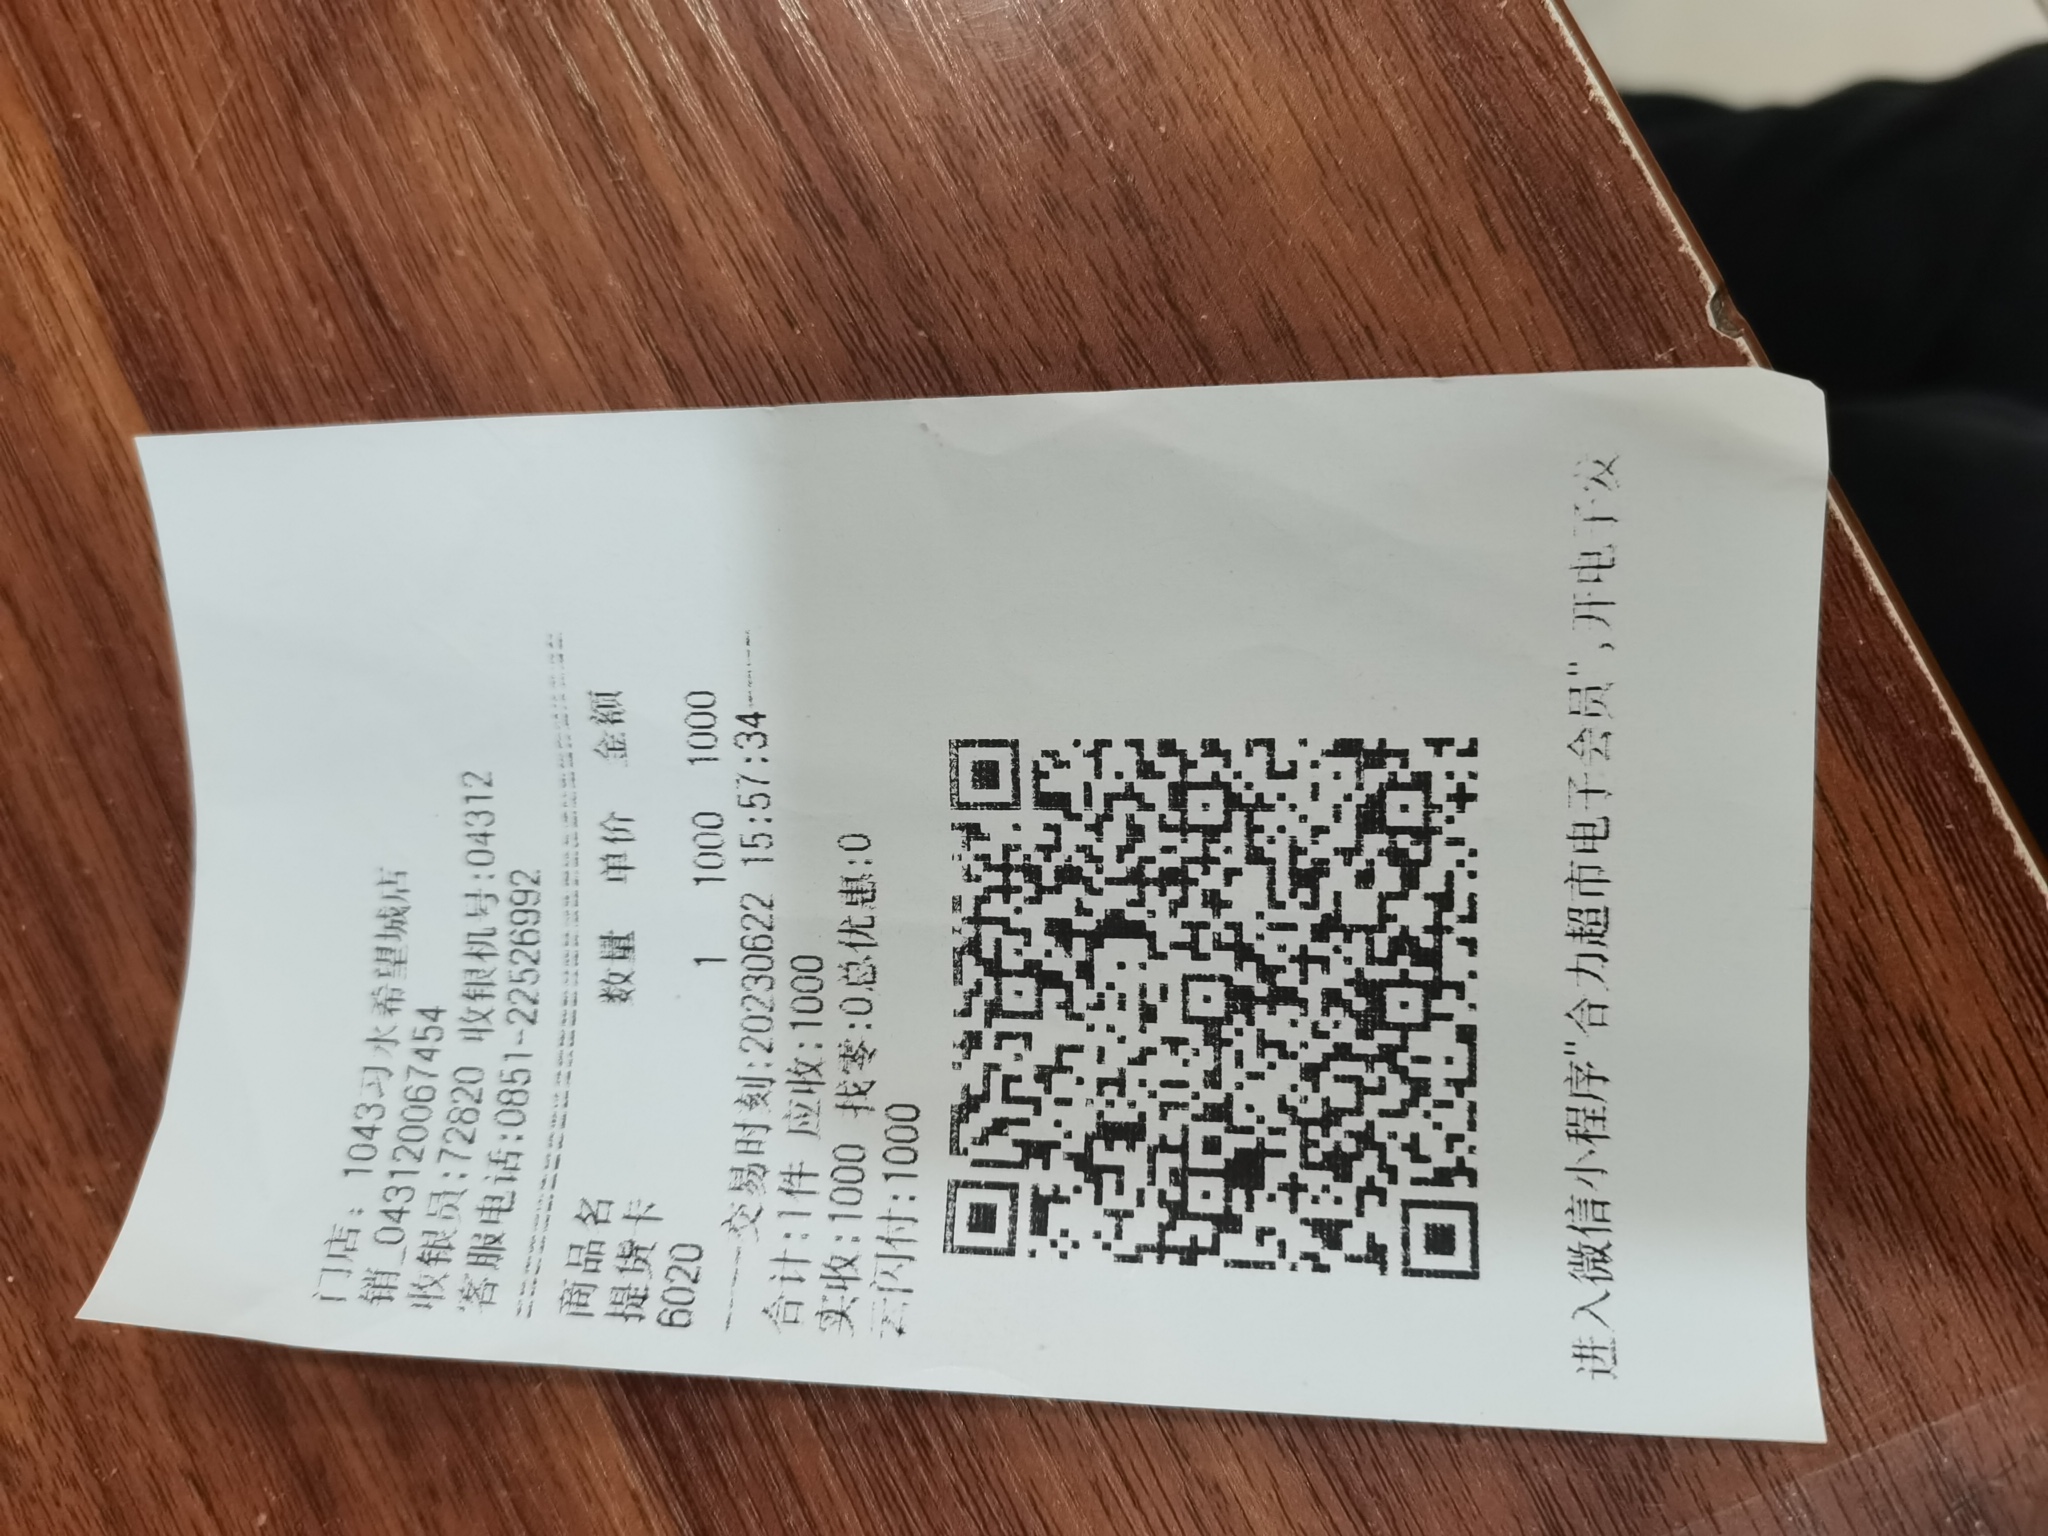 门店: 1043习水希望城店
销_043120067454
收银员:72820 收银机号:04312
客服电话:0851-22526992
商品名 数量 单价 金额
提货卡
6020 1 1000 1000
交易时刻:20230622 15:57:34
合计:1件 应收:1000
实收:1000 找零:0总优惠:0
云闪付:1000
进入微信小程序"合力超市电子会员",开电子发